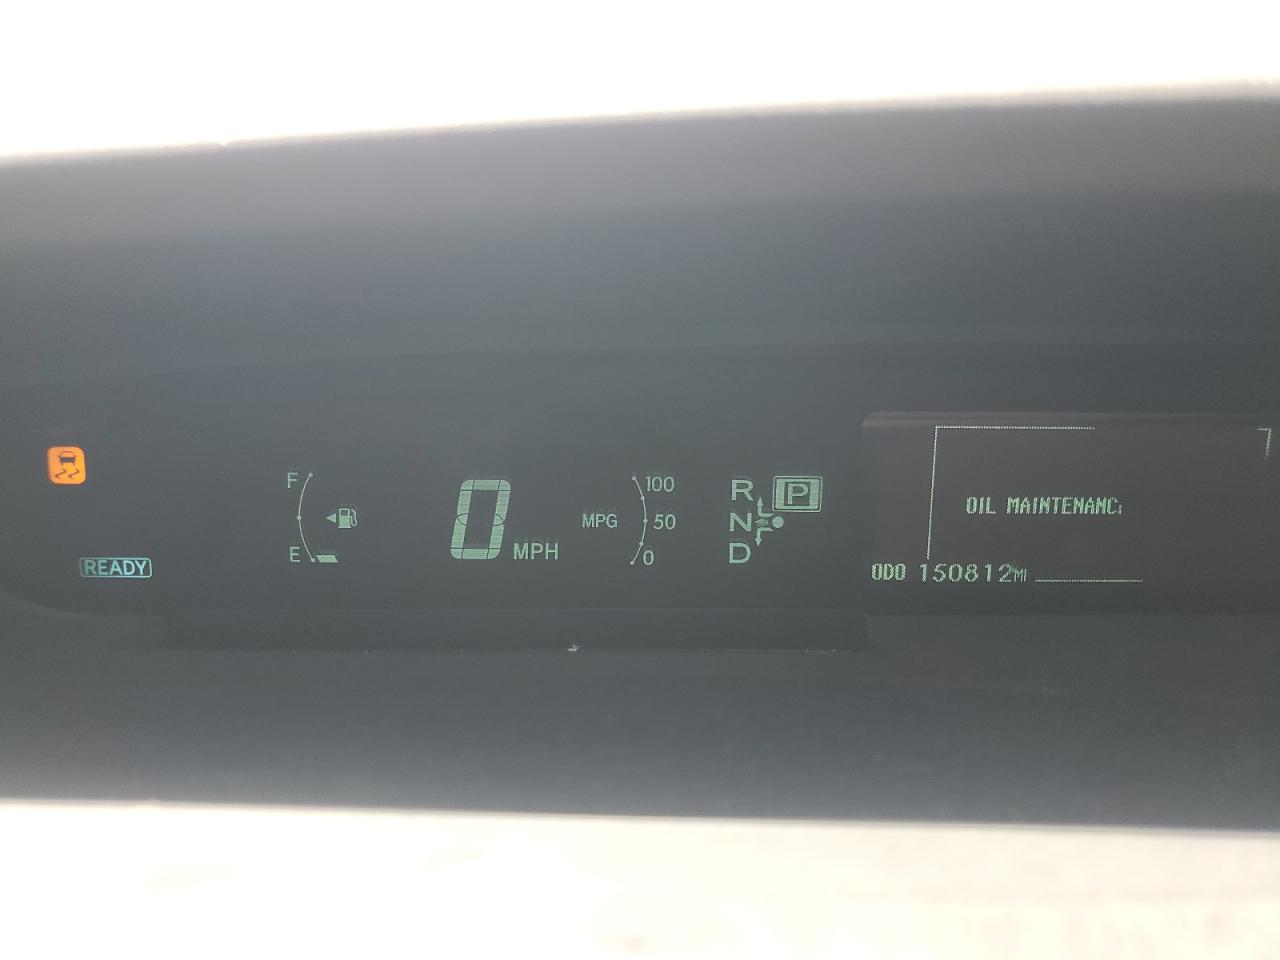 F
E
READY
0 MPH
MPG
100
50
0
R
N
D
P
OIL MAINTENANC
ODO 150812MI